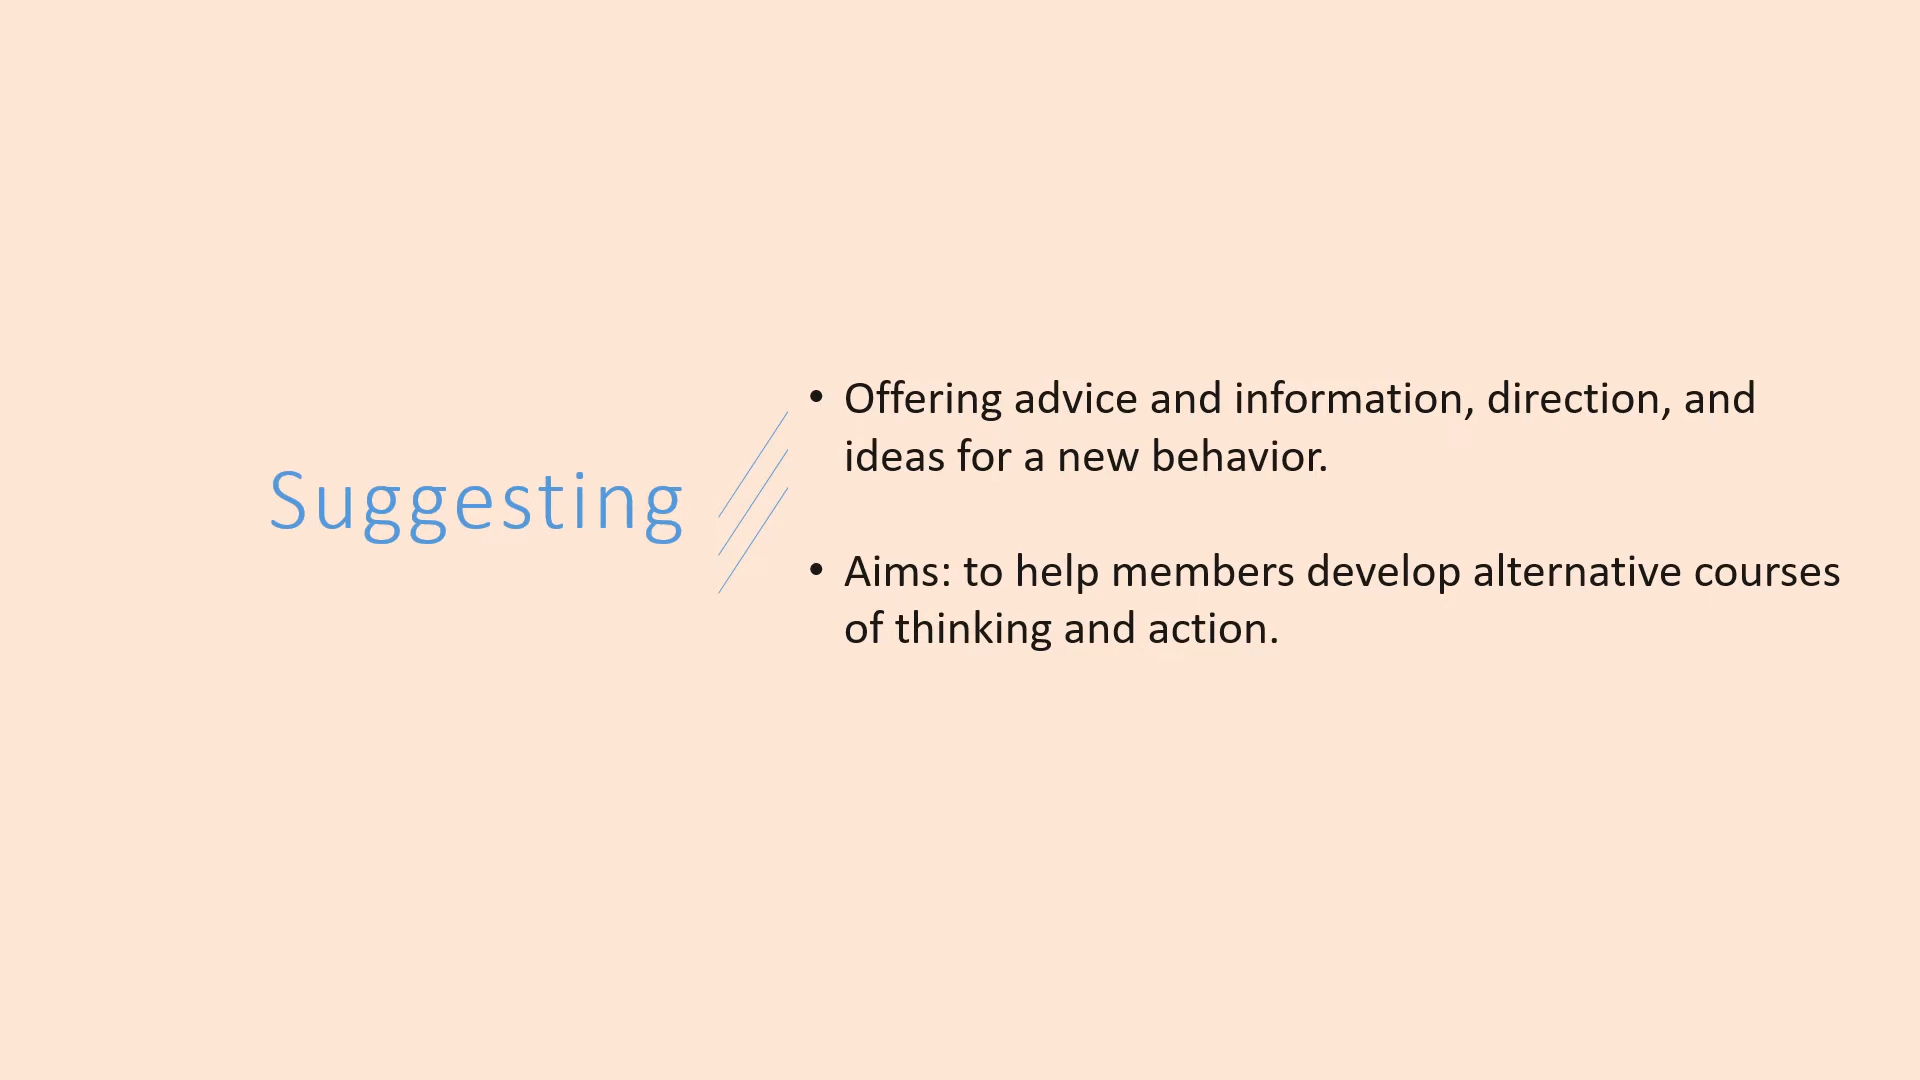 Suggesting
• Offering advice and information, direction, and
ideas for a new behavior.
• Aims: to help members develop alternative courses
of thinking and action.